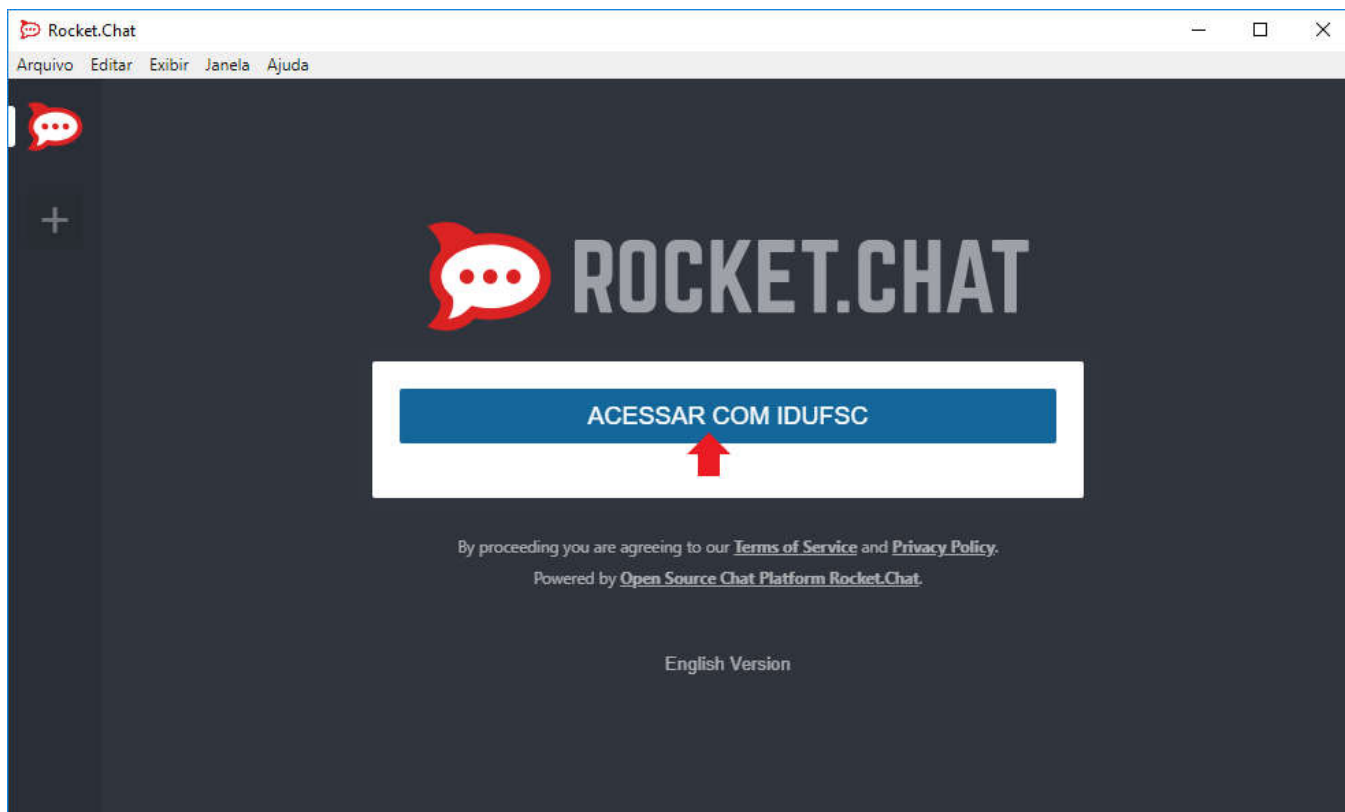 Rocket.Chat
Arquivo Editar Exibir Janela Ajuda
ROCKET.CHAT
ACESSAR COM IDUFSC
By proceeding you are agreeing to our Terms of Service and Privacy Policy.
Powered by Open Source Chat Platform Rocket.Chat.
English Version